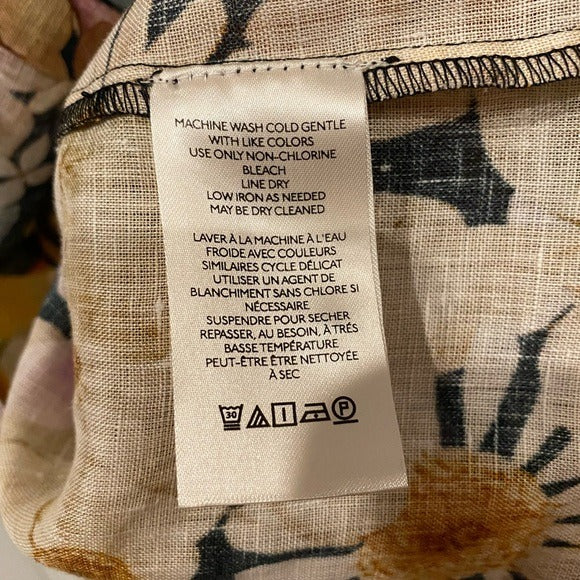 MACHINE WASH COLD GENTLE
WITH LIKE COLORS
USE ONLY NON-CHLORINE
BLEACH
LINE DRY
LOW IRON AS NEEDED
MAY BE DRY CLEANED
LAVER À LA MACHINE À L'EAU
FROIDE AVEC COULEURS
SIMILAIRES CYCLE DÉLICAT
UTILISER UN AGENT DE
BLANCHIMENT SANS CHLORE SI
NÉCESSAIRE
SUSPENDRE POUR SECHER
REPASSER, AU BESOIN, À TRÉS
BASSE TEMPÉRATURE
PEUT-ÊTRE ÊTRE NETTOYÉE
À SEC
30 P